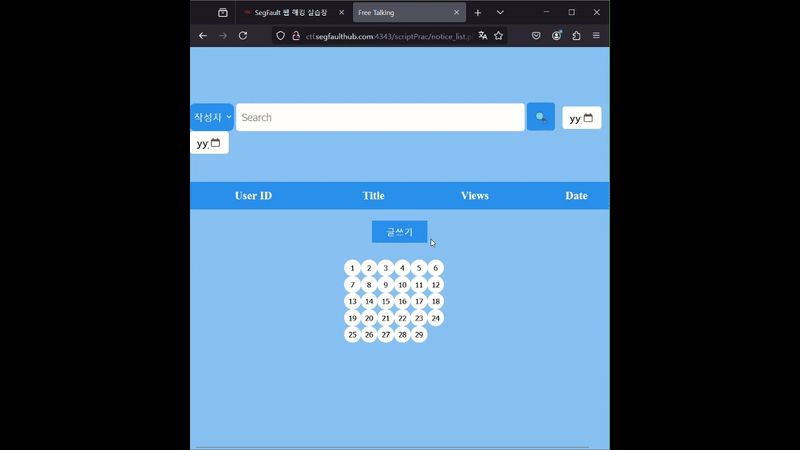 SegFault 웹 해킹 실습장
Free Talking
ctf.segfaulthub.com:4343/scriptPrac/notice_list.p
작성자
Search
yy.
yy.
User ID Title Views Date
글쓰기
1 2 3 4 5 6
7 8 9 10 11 12
13 14 15 16 17 18
19 20 21 22 23 24
25 26 27 28 29